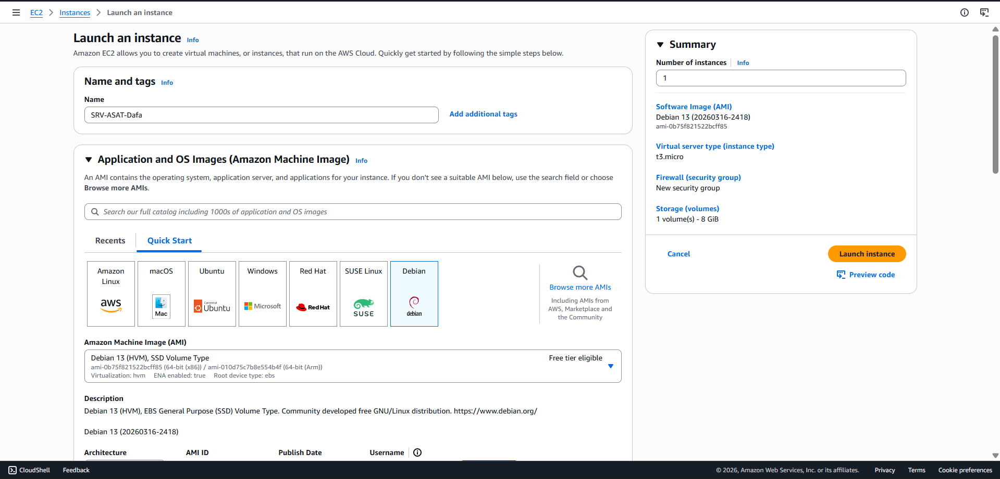 EC2 > Instances > Launch an instance
Launch an instance Info
Amazon EC2 allows you to create virtual machines, or instances, that run on the AWS Cloud. Quickly get started by following the simple steps below.
Name and tags Info
Name
SRV-ASAT-Dafa
Add additional tags
Application and OS Images (Amazon Machine Image) Info
An AMI contains the operating system, application server, and applications for your instance. If you don't see a suitable AMI below, use the search field or choose
Browse more AMIs.
Search our full catalog including 1000s of application and OS images
Recents
Quick Start
Amazon
Linux
aws
macOS
Mac
Ubuntu
Canonical
Ubuntu
Windows
Microsoft
Red Hat
Red Hat
SUSE Linux
SUSE
Debian
debian
Browse more AMIs
Including AMIs from
AWS, Marketplace and
the Community
Amazon Machine Image (AMI)
Debian 13 (HVM), SSD Volume Type
Free tier eligible
ami-0b75f821522bcff85 (64-bit (x86)) / ami-010d75c7b8e554b4f (64-bit (Arm))
Virtualization: hvm ENA enabled: true Root device type: ebs
Description
Debian 13 (HVM), EBS General Purpose (SSD) Volume Type. Community developed free GNU/Linux distribution. https://www.debian.org/
Debian 13 (20260316-2418)
Architecture AMI ID Publish Date Username
Summary
Number of instances Info
1
Software Image (AMI)
Debian 13 (20260316-2418)
ami-0b75f821522bcff85
Virtual server type (instance type)
t3.micro
Firewall (security group)
New security group
Storage (volumes)
1 volume(s) - 8 GiB
Cancel
Launch instance
Preview code
CloudShell Feedback
© 2026, Amazon Web Services, Inc. or its affiliates. Privacy Terms Cookie preferences